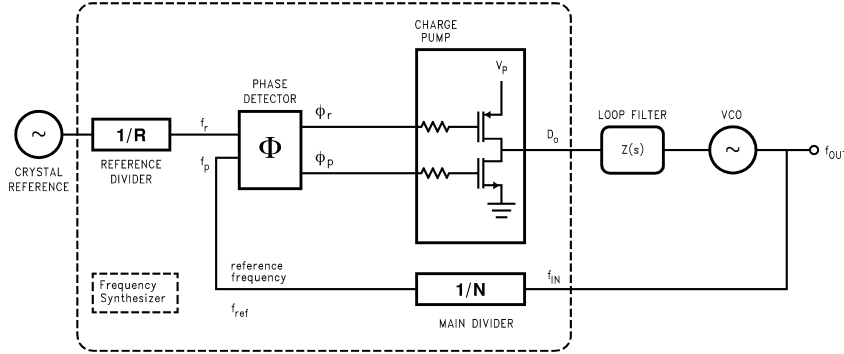 CHARGE
PUMP
V_P
PHASE
DETECTOR
f_r
ϕ_r
LOOP FILTER
VCO
D_o
~
1/R
Φ
f_p
ϕ_p
Z(s)
~
f_OUT
CRYSTAL
REFERENCE
REFERENCE
DIVIDER
reference
frequency
f_IN
Frequency
Synthesizer
1/N
f_ref
MAIN DIVIDER